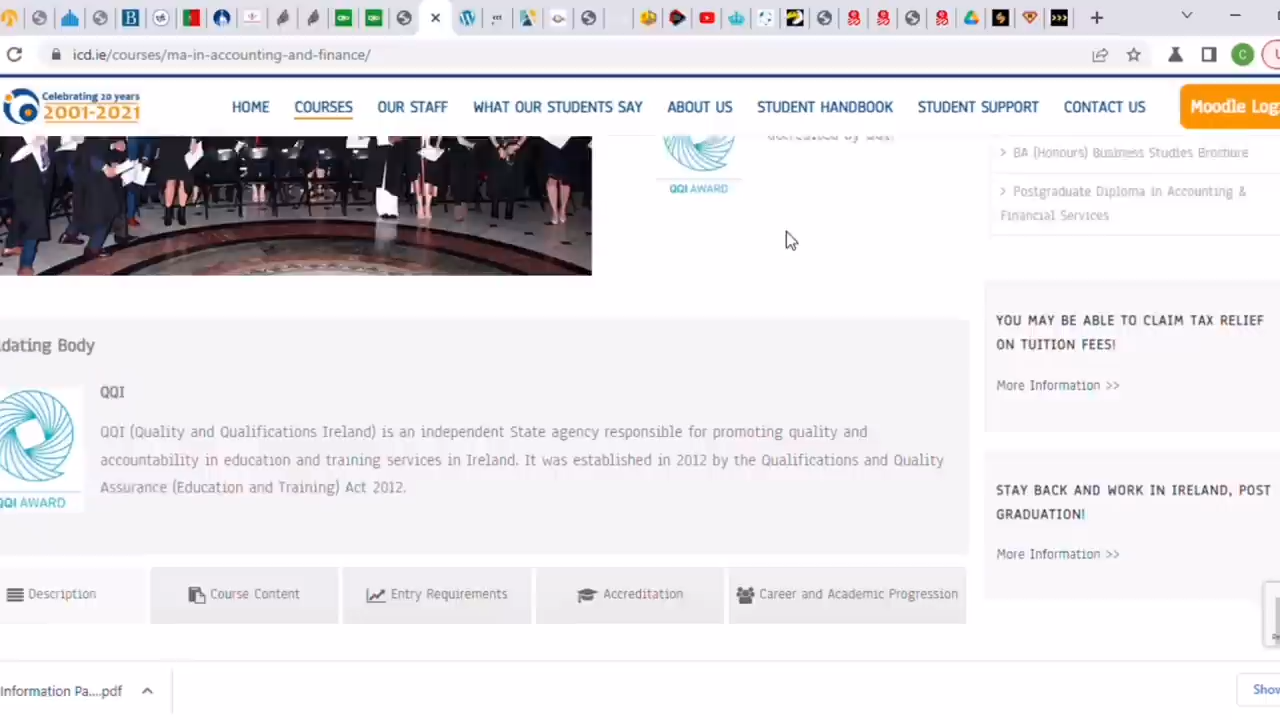 icd.ie/courses/ma-in-accounting-and-finance/
Celebrating 20 years
2001-2021
HOME
COURSES
OUR STAFF
WHAT OUR STUDENTS SAY
ABOUT US
STUDENT HANDBOOK
STUDENT SUPPORT
CONTACT US
Moodle Log
QQI AWARD
> BA (Honours) Business Studies Brochure
> Postgraduate Diploma in Accounting &
Financial Services
dating Body
QQI
QQI (Quality and Qualifications Ireland) is an independent State agency responsible for promoting quality and
accountability in education and training services in Ireland. It was established in 2012 by the Qualifications and Quality
Assurance (Education and Training) Act 2012.
QQI AWARD
YOU MAY BE ABLE TO CLAIM TAX RELIEF
ON TUITION FEES!
More Information >>
STAY BACK AND WORK IN IRELAND, POST
GRADUATION!
More Information >>
Description
Course Content
Entry Requirements
Accreditation
Career and Academic Progression
Information Pa....pdf
Show